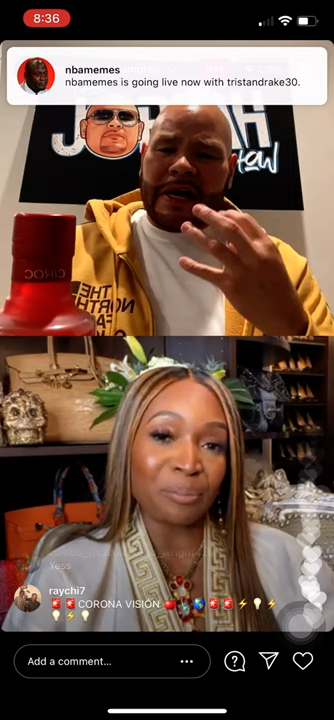 8:36
nbamemes
nbamemes is going live now with tristandrake30.
CIROC
THE
NORTH
FACE
Yess
raychi7
🚨🚨CORONA VISIÓN
🚨🚨⚡💡⚡
💡⚡💡
Add a comment...